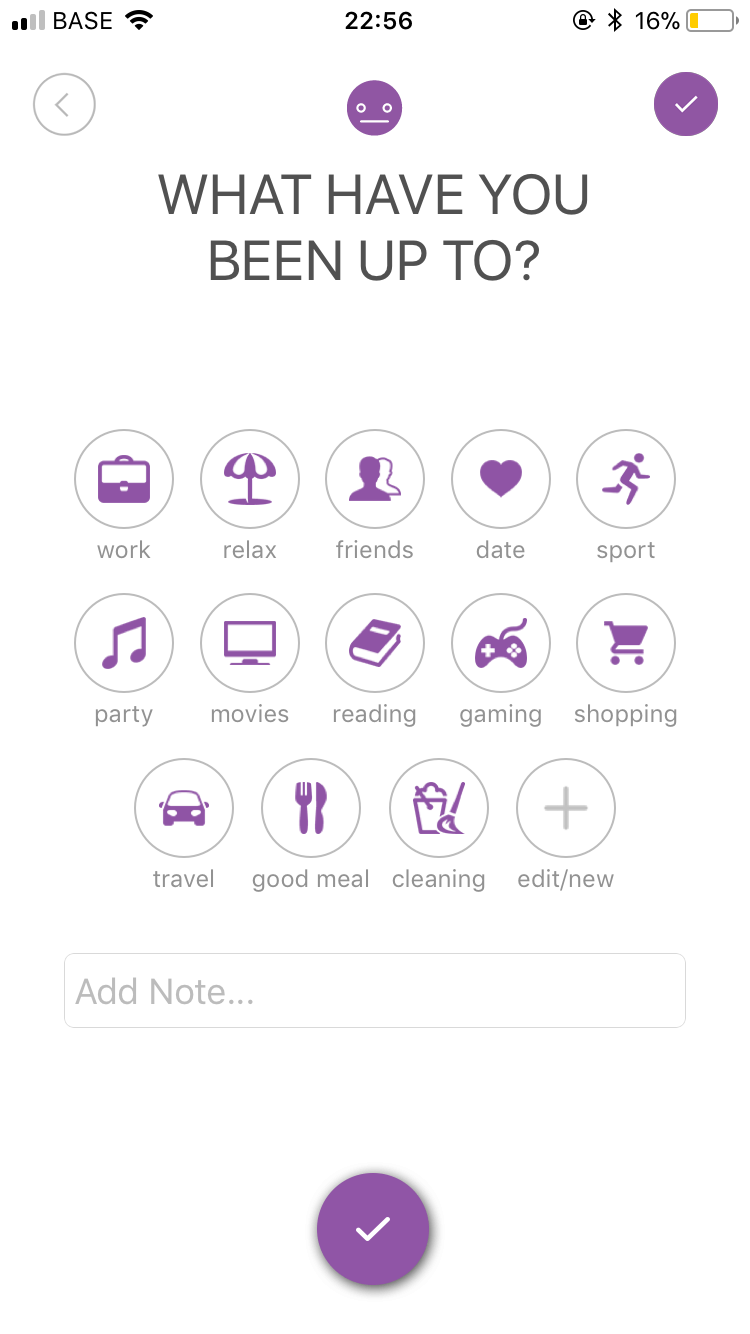 BASE 22:56 16%
WHAT HAVE YOU
BEEN UP TO?
work relax friends date sport
party movies reading gaming shopping
travel good meal cleaning edit/new
Add Note...